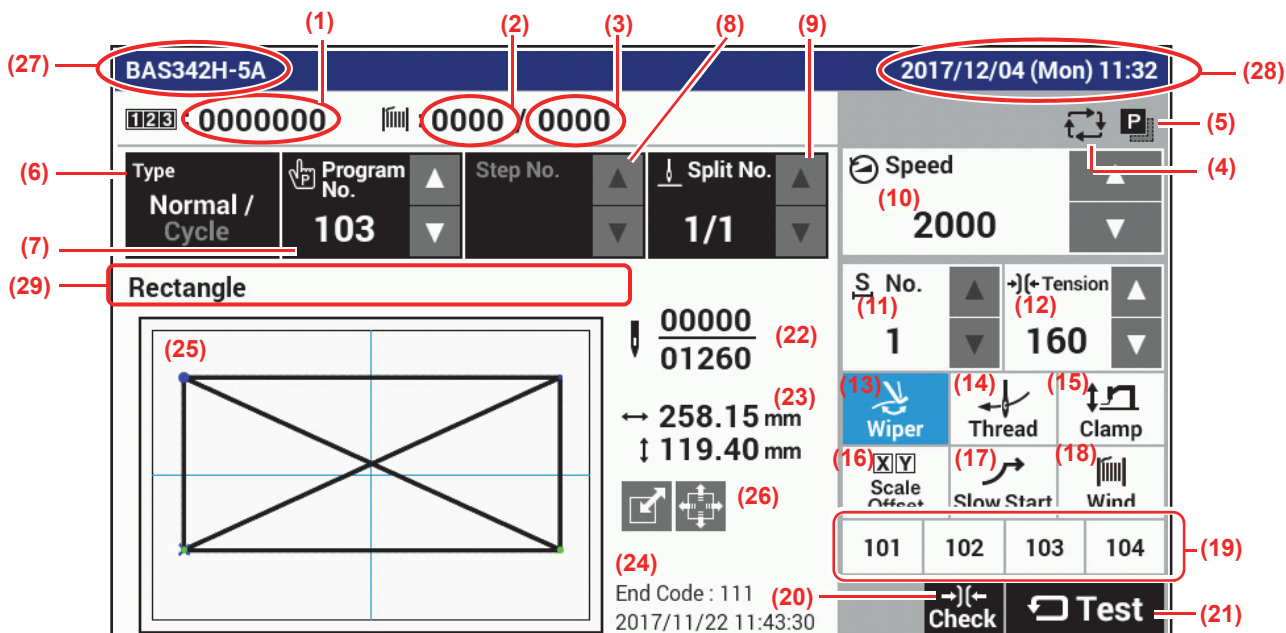 (1) (2) (3) (8) (9)
(27) BAS342H-5A 2017/12/04 (Mon) 11:32 (28)
123 : 0000000 : 0000 / 0000 P (5)
(4)
(6) Type P Program No. Step No. Split No. Speed
Normal / Cycle 103 1/1 (10) 2000
(7)
(29) Rectangle S No. Tension
(11) (12)
1 160
(25) 00000 (22)
01260
(23)
258.15 mm
119.40 mm
(13) (14) (15)
Wiper Thread Clamp
(16) X Y (17) (18)
Scale Offset Slow Start Wind
(26)
101 102 103 104 (19)
(24)
End Code : 111
2017/11/22 11:43:30
(20) Check Test (21)